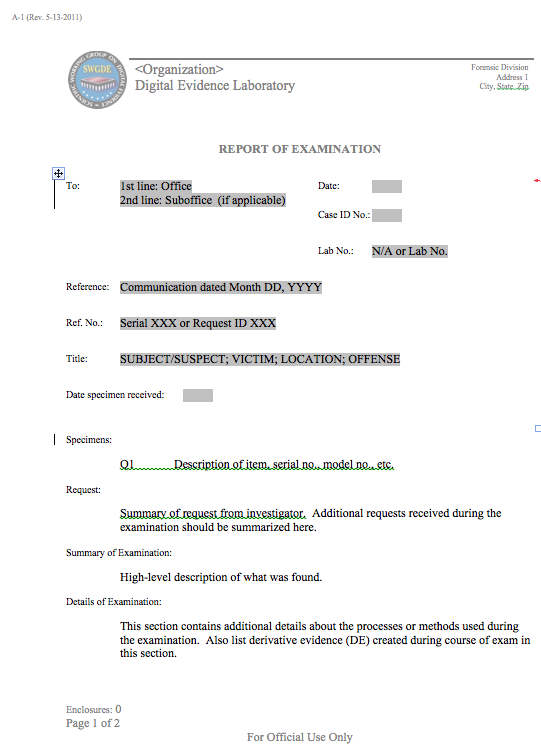 A-1 (Rev. 5-13-2011)
SCIENTIFIC WORKING GROUP ON DIGITAL EVIDENCE
SWGDE
<Organization>
Digital Evidence Laboratory
Forensic Division
Address 1
City, State, Zip
REPORT OF EXAMINATION
To: 1st line: Office
2nd line: Suboffice (if applicable)
Date:
Case ID No.:
Lab No.: N/A or Lab No.
Reference: Communication dated Month DD, YYYY
Ref. No.: Serial XXX or Request ID XXX
Title: SUBJECT/SUSPECT; VICTIM; LOCATION; OFFENSE
Date specimen received:
Specimens:
Q1 Description of item, serial no., model no., etc.
Request:
Summary of request from investigator. Additional requests received during the
examination should be summarized here.
Summary of Examination:
High-level description of what was found.
Details of Examination:
This section contains additional details about the processes or methods used during
the examination. Also list derivative evidence (DE) created during course of exam in
this section.
Enclosures: 0
Page 1 of 2
For Official Use Only